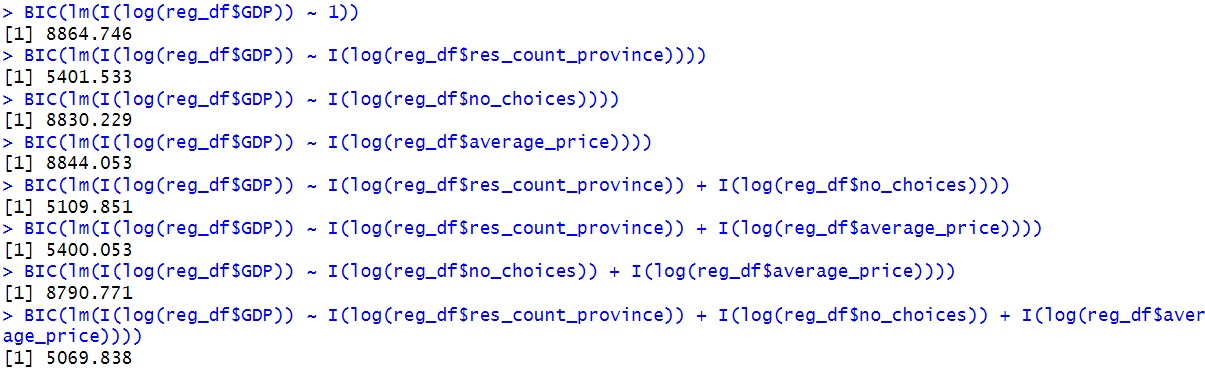 > BIC(lm(I(log(reg_df$GDP)) ~ 1))
[1] 8864.746
> BIC(lm(I(log(reg_df$GDP)) ~ I(log(reg_df$res_count_province))))
[1] 5401.533
> BIC(lm(I(log(reg_df$GDP)) ~ I(log(reg_df$no_choices))))
[1] 8830.229
> BIC(lm(I(log(reg_df$GDP)) ~ I(log(reg_df$average_price))))
[1] 8844.053
> BIC(lm(I(log(reg_df$GDP)) ~ I(log(reg_df$res_count_province)) + I(log(reg_df$no_choices))))
[1] 5109.851
> BIC(lm(I(log(reg_df$GDP)) ~ I(log(reg_df$res_count_province)) + I(log(reg_df$average_price))))
[1] 5400.053
> BIC(lm(I(log(reg_df$GDP)) ~ I(log(reg_df$no_choices)) + I(log(reg_df$average_price))))
[1] 8790.771
> BIC(lm(I(log(reg_df$GDP)) ~ I(log(reg_df$res_count_province)) + I(log(reg_df$no_choices)) + I(log(reg_df$aver
age_price))))
[1] 5069.838